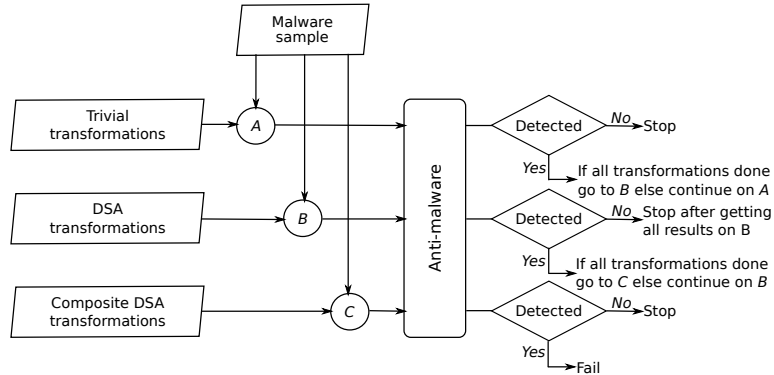 Malware
sample
Trivial
transformations
A
Detected
No
Stop
Yes
If all transformations done
go to B else continue on A
Anti-malware
DSA
transformations
B
Detected
No
Stop after getting
all results on B
Yes
If all transformations done
go to C else continue on B
Composite DSA
transformations
C
Detected
No
Stop
Yes
Fail